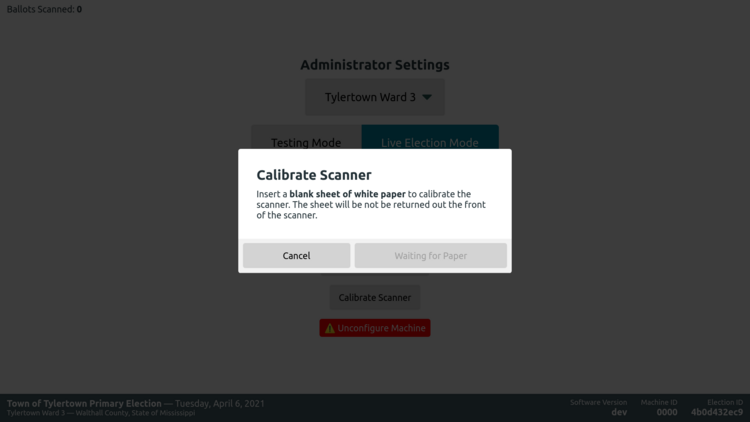 Ballots Scanned: 0
Administrator Settings
Tylertown Ward 3
Testing Mode
Live Election Mode
Calibrate Scanner
Insert a blank sheet of white paper to calibrate the
scanner. The sheet will be not be returned out the front
of the scanner.
Cancel
Waiting for Paper
Calibrate Scanner
Unconfigure Machine
Town of Tylertown Primary Election — Tuesday, April 6, 2021
Tylertown Ward 3 — Walthall County, State of Mississippi
Software Version
dev
Machine ID
0000
Election ID
4b0d432ec9